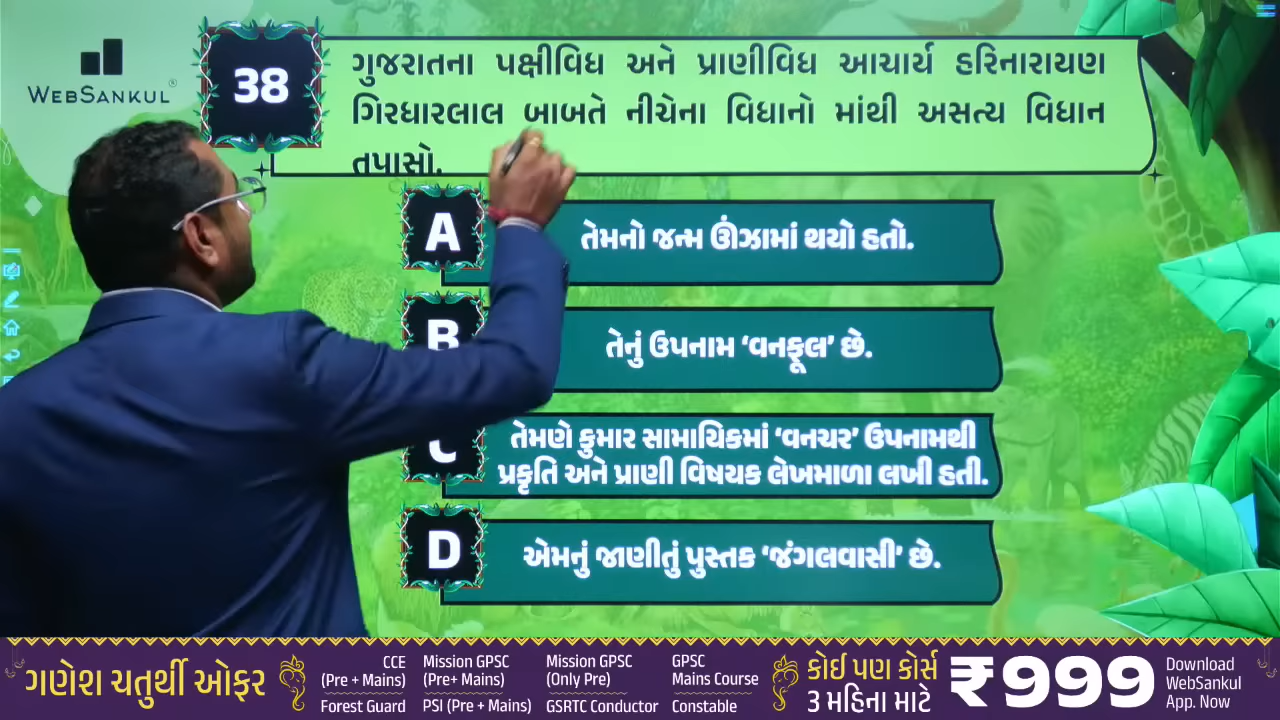 WEBSANKUL®
38
ગુજરાતના પક્ષીવિધ અને પ્રાણીવિધ આચાર્ય હરિનારાયણ
ગિરધારલાલ બાબતે નીચેના વિધાનો માંથી અસત્ય વિધાન
તપાસો.
A
તેમનો જન્મ ઊંઝામાં થયો હતો.
B
તેનું ઉપનામ ‘વનફૂલ’ છે.
C
તેમણે કુમાર સામાયિકમાં ‘વનચર’ ઉપનામથી
પ્રકૃતિ અને પ્રાણી વિષયક લેખમાળા લખી હતી.
D
એમનું જાણીતું પુસ્તક ‘જંગલવાસી’ છે.
ગણેશ ચતુર્થી ઓફર
CCE
(Pre + Mains)
Forest Guard
Mission GPSC
(Pre+ Mains)
PSI (Pre + Mains)
Mission GPSC
(Only Pre)
GSRTC Conductor
GPSC
Mains Course
Constable
કોઈ પણ કોર્સ
3 મહિના માટે
₹999
Download
WebSankul
App. Now